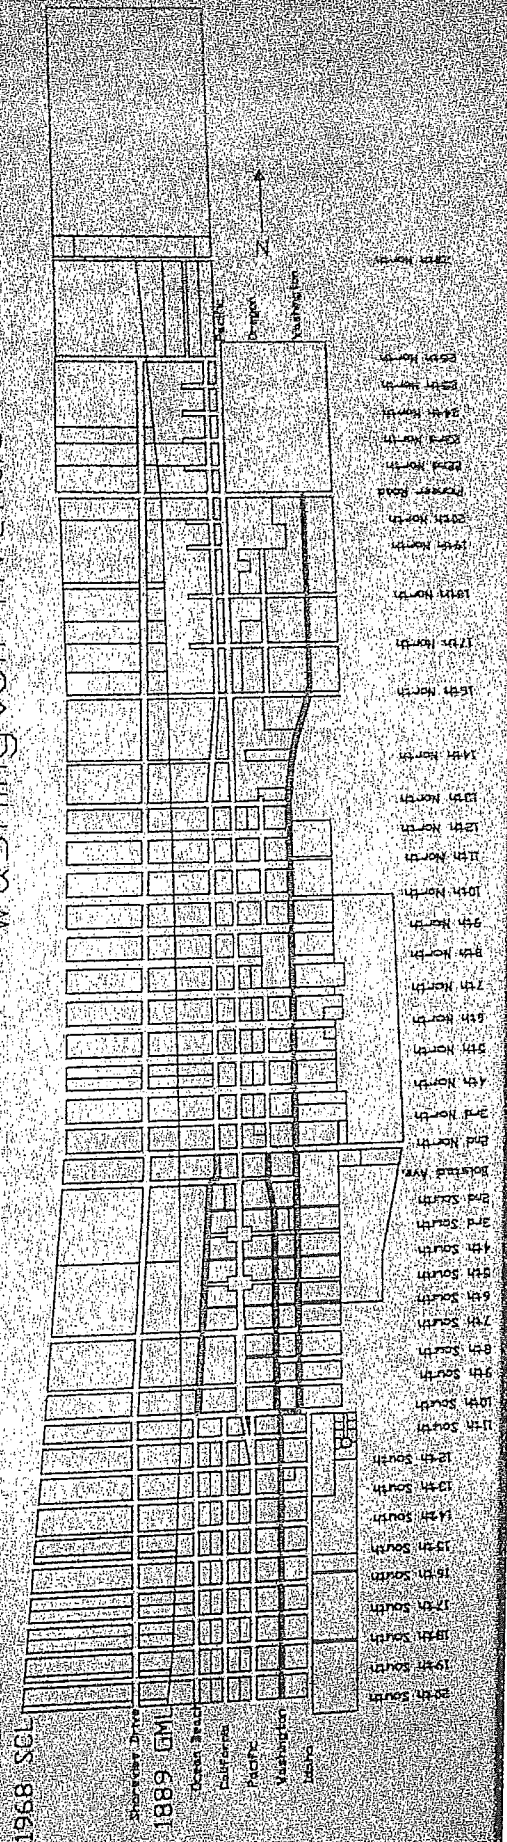 1968 SCL
Shoreview Drive
1889 GML
Ocean Beach
California
Pacific
Washington
Idaho
Pacific
Oregon
Washington
N
26th North
25th North
24th North
23rd North
22nd North
Pioneer Road
20th North
19th North
18th North
17th North
16th North
14th North
13th North
12th North
11th North
10th North
9th North
8th North
7th North
6th North
5th North
4th North
3rd North
2nd North
Bolstad Ave.
2nd South
3rd South
4th South
5th South
6th South
7th South
8th South
9th South
10th South
11th South
12th South
13th South
14th South
15th South
16th South
17th South
18th South
19th South
20th South